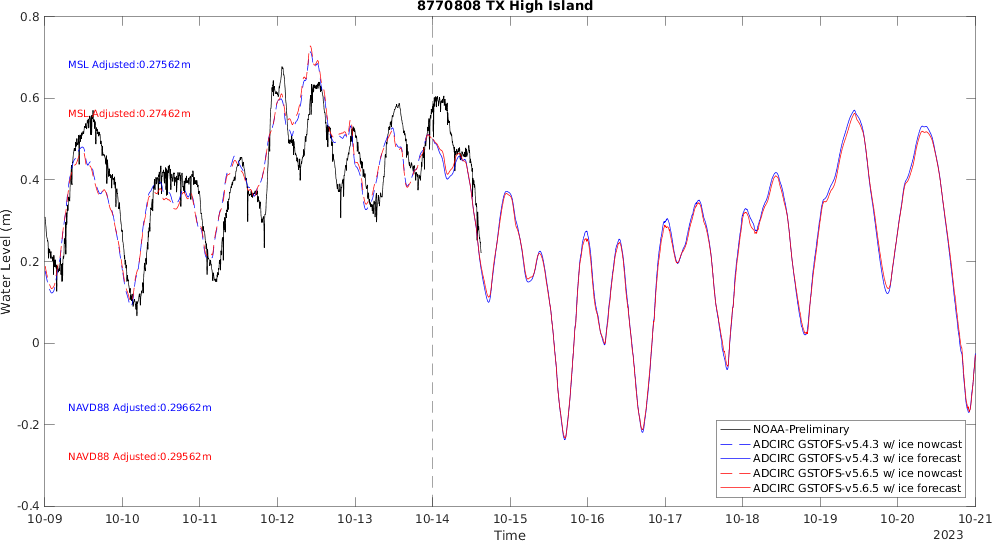 8770808 TX High Island
0.8
0.6
0.4
0.2
0
-0.2
-0.4
Water Level (m)
MSL Adjusted:0.27562m
MSL Adjusted:0.27462m
NAVD88 Adjusted:0.29662m
NAVD88 Adjusted:0.29562m
NOAA-Preliminary
ADCIRC GSTOFS-v5.4.3 w/ ice nowcast
ADCIRC GSTOFS-v5.4.3 w/ ice forecast
ADCIRC GSTOFS-v5.6.5 w/ ice nowcast
ADCIRC GSTOFS-v5.6.5 w/ ice forecast
10-09 10-10 10-11 10-12 10-13 10-14 10-15 10-16 10-17 10-18 10-19 10-20 10-21
Time
2023